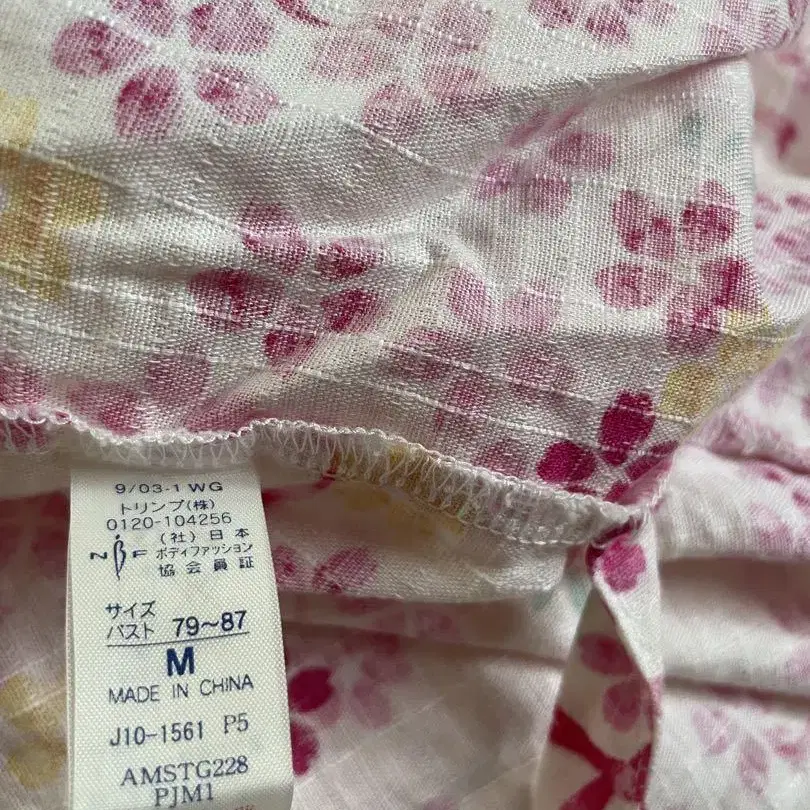 9/03-1 WG
トリンプ(株)
0120-104256
(社)日本
NBF ボディファッション
協会員証
サイズ
バスト 79~87
M
MADE IN CHINA
J10-1561 P5
AMSTG228
PJM1